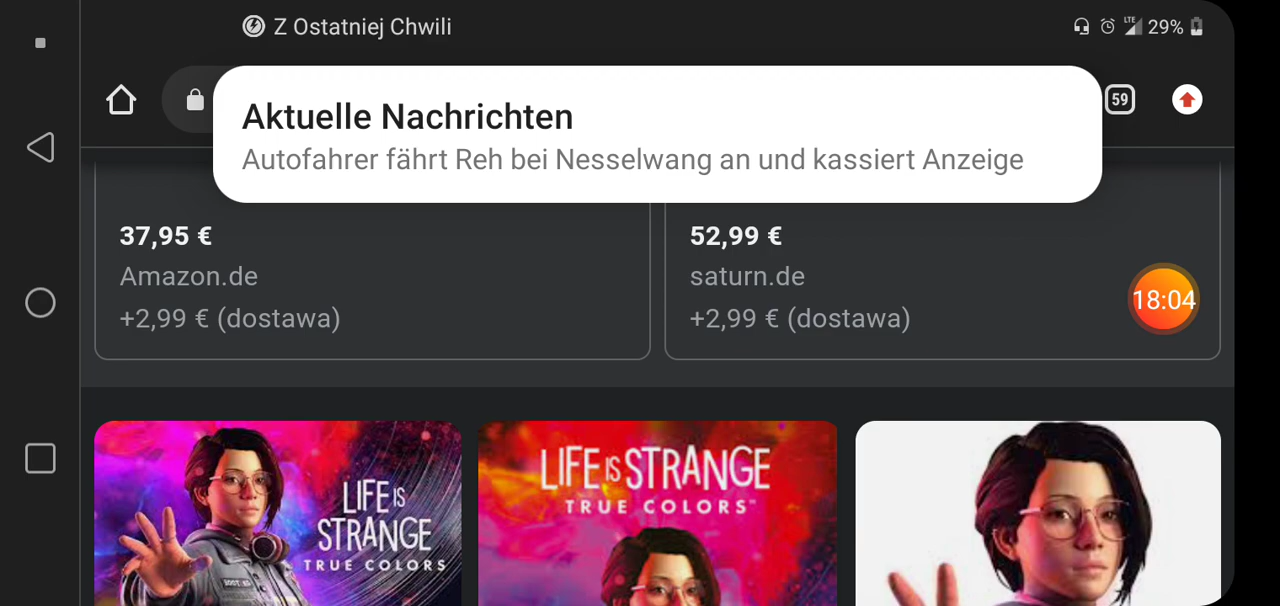 Z Ostatniej Chwili
LTE 29%
59
Aktuelle Nachrichten
Autofahrer fährt Reh bei Nesselwang an und kassiert Anzeige
37,95 €
Amazon.de
+2,99 € (dostawa)
52,99 €
saturn.de
+2,99 € (dostawa)
18:04
LIFE IS
STRANGE
TRUE COLORS
LIFE IS STRANGE
TRUE COLORS™